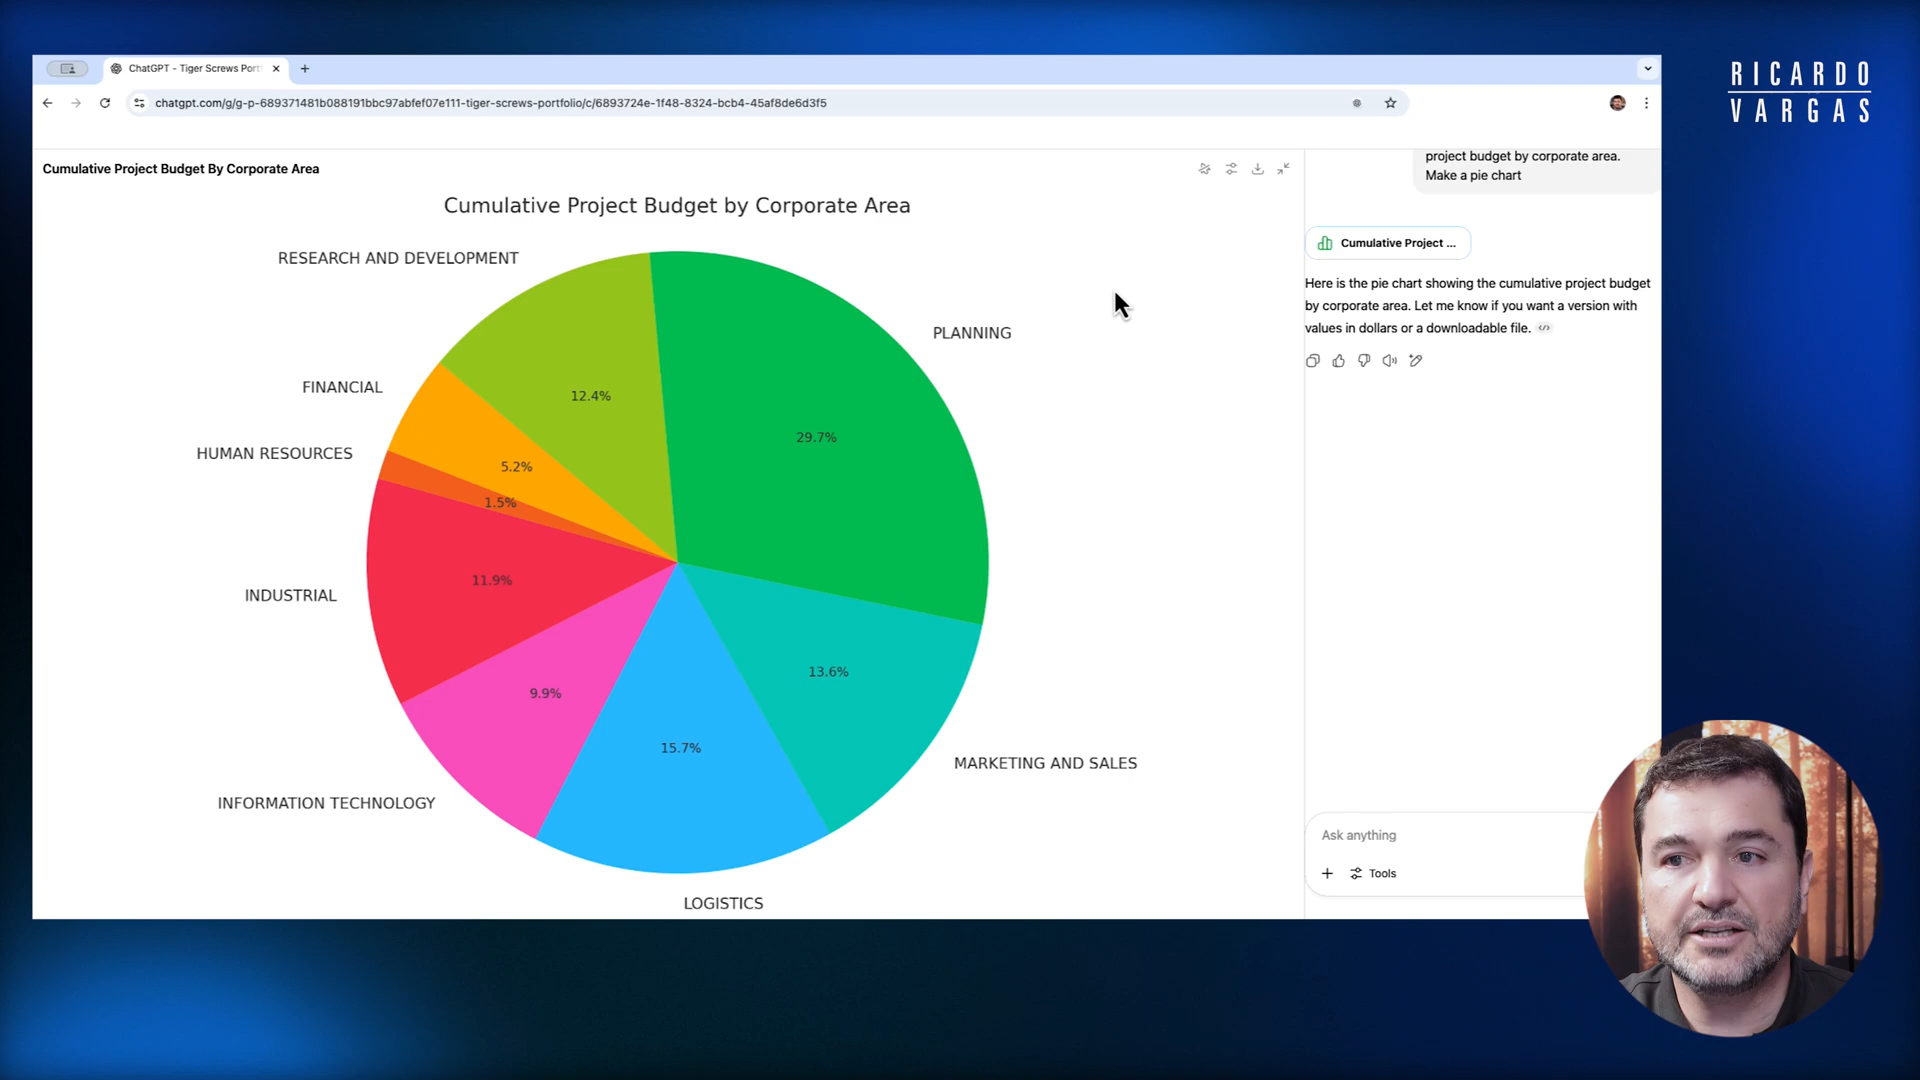 RICARDO
VARGAS
ChatGPT - Tiger Screws Port
chatgpt.com/g/g-p-689371481b088191bbc97abfef07e111-tiger-screws-portfolio/c/6893724e-1f48-8324-bcb4-45af8de6d3f5
Cumulative Project Budget By Corporate Area
Cumulative Project Budget by Corporate Area
RESEARCH AND DEVELOPMENT
PLANNING
FINANCIAL
12.4%
29.7%
HUMAN RESOURCES
5.2%
1.5%
11.9%
INDUSTRIAL
13.6%
9.9%
15.7%
MARKETING AND SALES
INFORMATION TECHNOLOGY
LOGISTICS
project budget by corporate area.
Make a pie chart
Cumulative Project ...
Here is the pie chart showing the cumulative project budget
by corporate area. Let me know if you want a version with
values in dollars or a downloadable file.
Ask anything
Tools